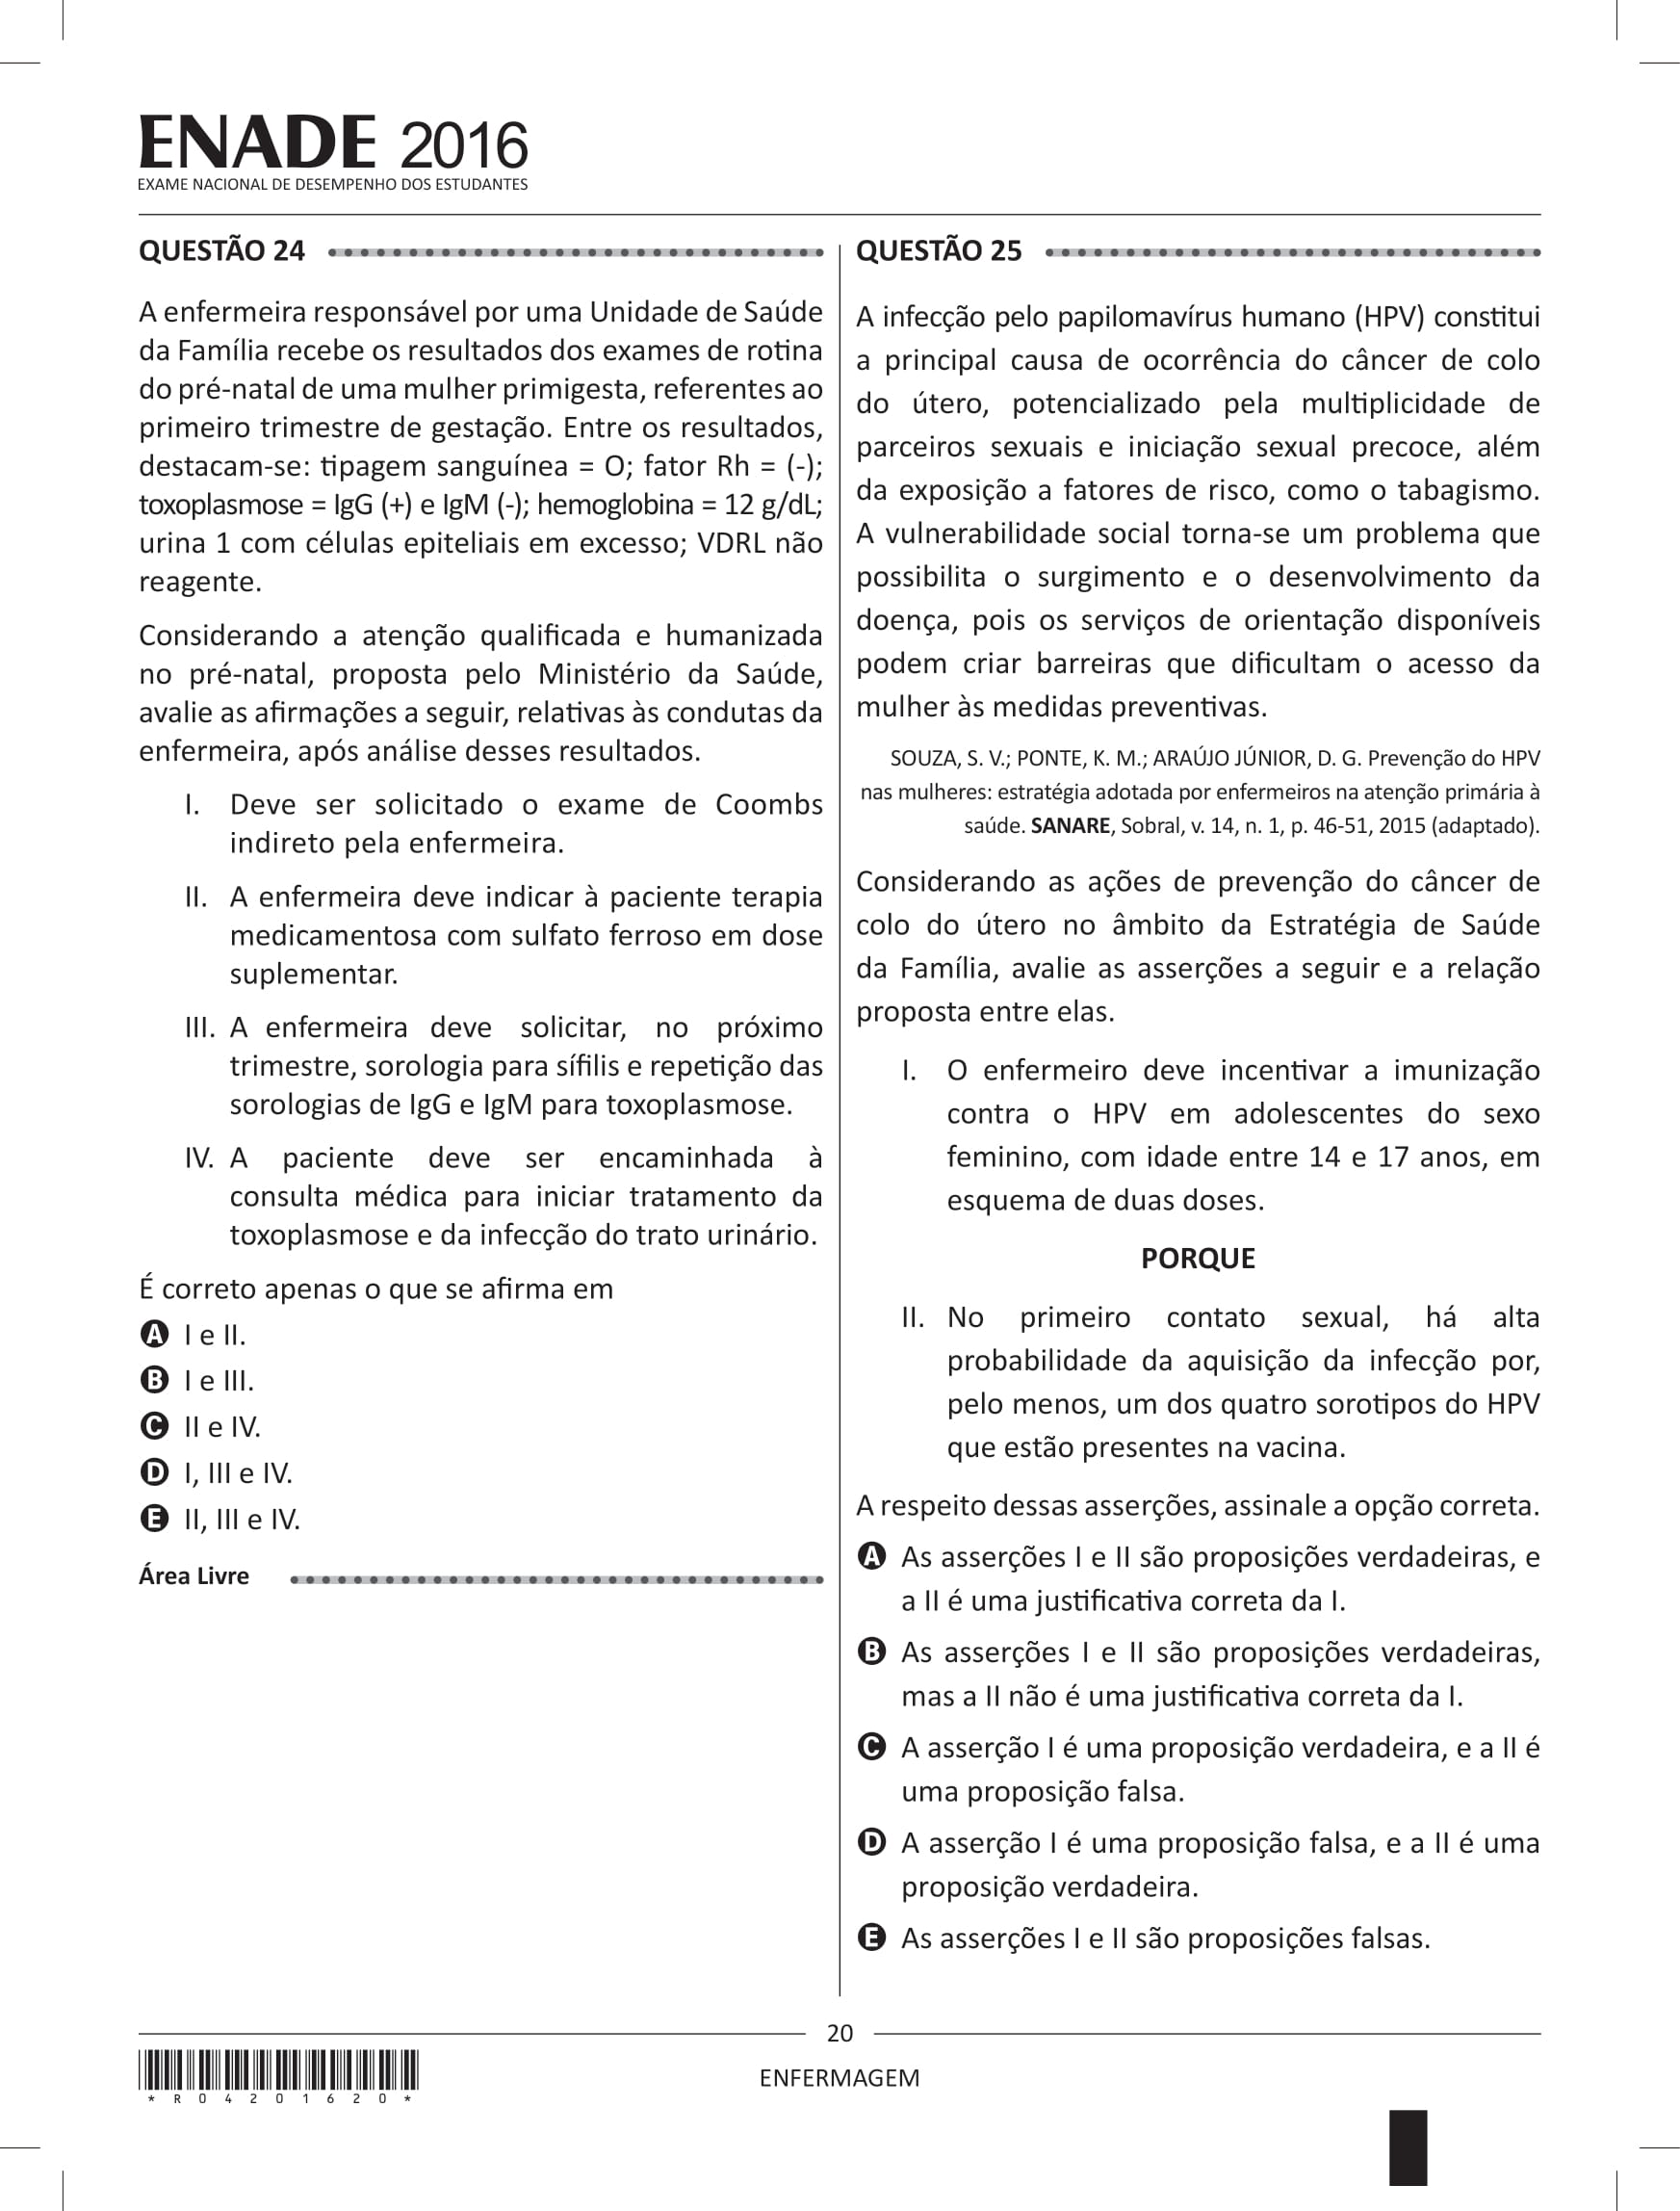 ENADE 2016
EXAME NACIONAL DE DESEMPENHO DOS ESTUDANTES
QUESTÃO 24
A enfermeira responsável por uma Unidade de Saúde
da Família recebe os resultados dos exames de rotina
do pré-natal de uma mulher primigesta, referentes ao
primeiro trimestre de gestação. Entre os resultados,
destacam-se: tipagem sanguínea = O; fator Rh = (-);
toxoplasmose = IgG (+) e IgM (-); hemoglobina = 12 g/dL;
urina 1 com células epiteliais em excesso; VDRL não
reagente.
Considerando a atenção qualificada e humanizada
no pré-natal, proposta pelo Ministério da Saúde,
avalie as afirmações a seguir, relativas às condutas da
enfermeira, após análise desses resultados.
I. Deve ser solicitado o exame de Coombs
indireto pela enfermeira.
II. A enfermeira deve indicar à paciente terapia
medicamentosa com sulfato ferroso em dose
suplementar.
III. A enfermeira deve solicitar, no próximo
trimestre, sorologia para sífilis e repetição das
sorologias de IgG e IgM para toxoplasmose.
IV. A paciente deve ser encaminhada à
consulta médica para iniciar tratamento da
toxoplasmose e da infecção do trato urinário.
É correto apenas o que se afirma em
A I e II.
B I e III.
C II e IV.
D I, III e IV.
E II, III e IV.
Área Livre
QUESTÃO 25
A infecção pelo papilomavírus humano (HPV) constitui
a principal causa de ocorrência do câncer de colo
do útero, potencializado pela multiplicidade de
parceiros sexuais e iniciação sexual precoce, além
da exposição a fatores de risco, como o tabagismo.
A vulnerabilidade social torna-se um problema que
possibilita o surgimento e o desenvolvimento da
doença, pois os serviços de orientação disponíveis
podem criar barreiras que dificultam o acesso da
mulher às medidas preventivas.
SOUZA, S. V.; PONTE, K. M.; ARAÚJO JÚNIOR, D. G. Prevenção do HPV
nas mulheres: estratégia adotada por enfermeiros na atenção primária à
saúde. SANARE, Sobral, v. 14, n. 1, p. 46-51, 2015 (adaptado).
Considerando as ações de prevenção do câncer de
colo do útero no âmbito da Estratégia de Saúde
da Família, avalie as asserções a seguir e a relação
proposta entre elas.
I. O enfermeiro deve incentivar a imunização
contra o HPV em adolescentes do sexo
feminino, com idade entre 14 e 17 anos, em
esquema de duas doses.
PORQUE
II. No primeiro contato sexual, há alta
probabilidade da aquisição da infecção por,
pelo menos, um dos quatro sorotipos do HPV
que estão presentes na vacina.
A respeito dessas asserções, assinale a opção correta.
A As asserções I e II são proposições verdadeiras, e
a II é uma justificativa correta da I.
B As asserções I e II são proposições verdadeiras,
mas a II não é uma justificativa correta da I.
C A asserção I é uma proposição verdadeira, e a II é
uma proposição falsa.
D A asserção I é uma proposição falsa, e a II é uma
proposição verdadeira.
E As asserções I e II são proposições falsas.
20
ENFERMAGEM
* R 0 4 2 0 1 6 2 0 *